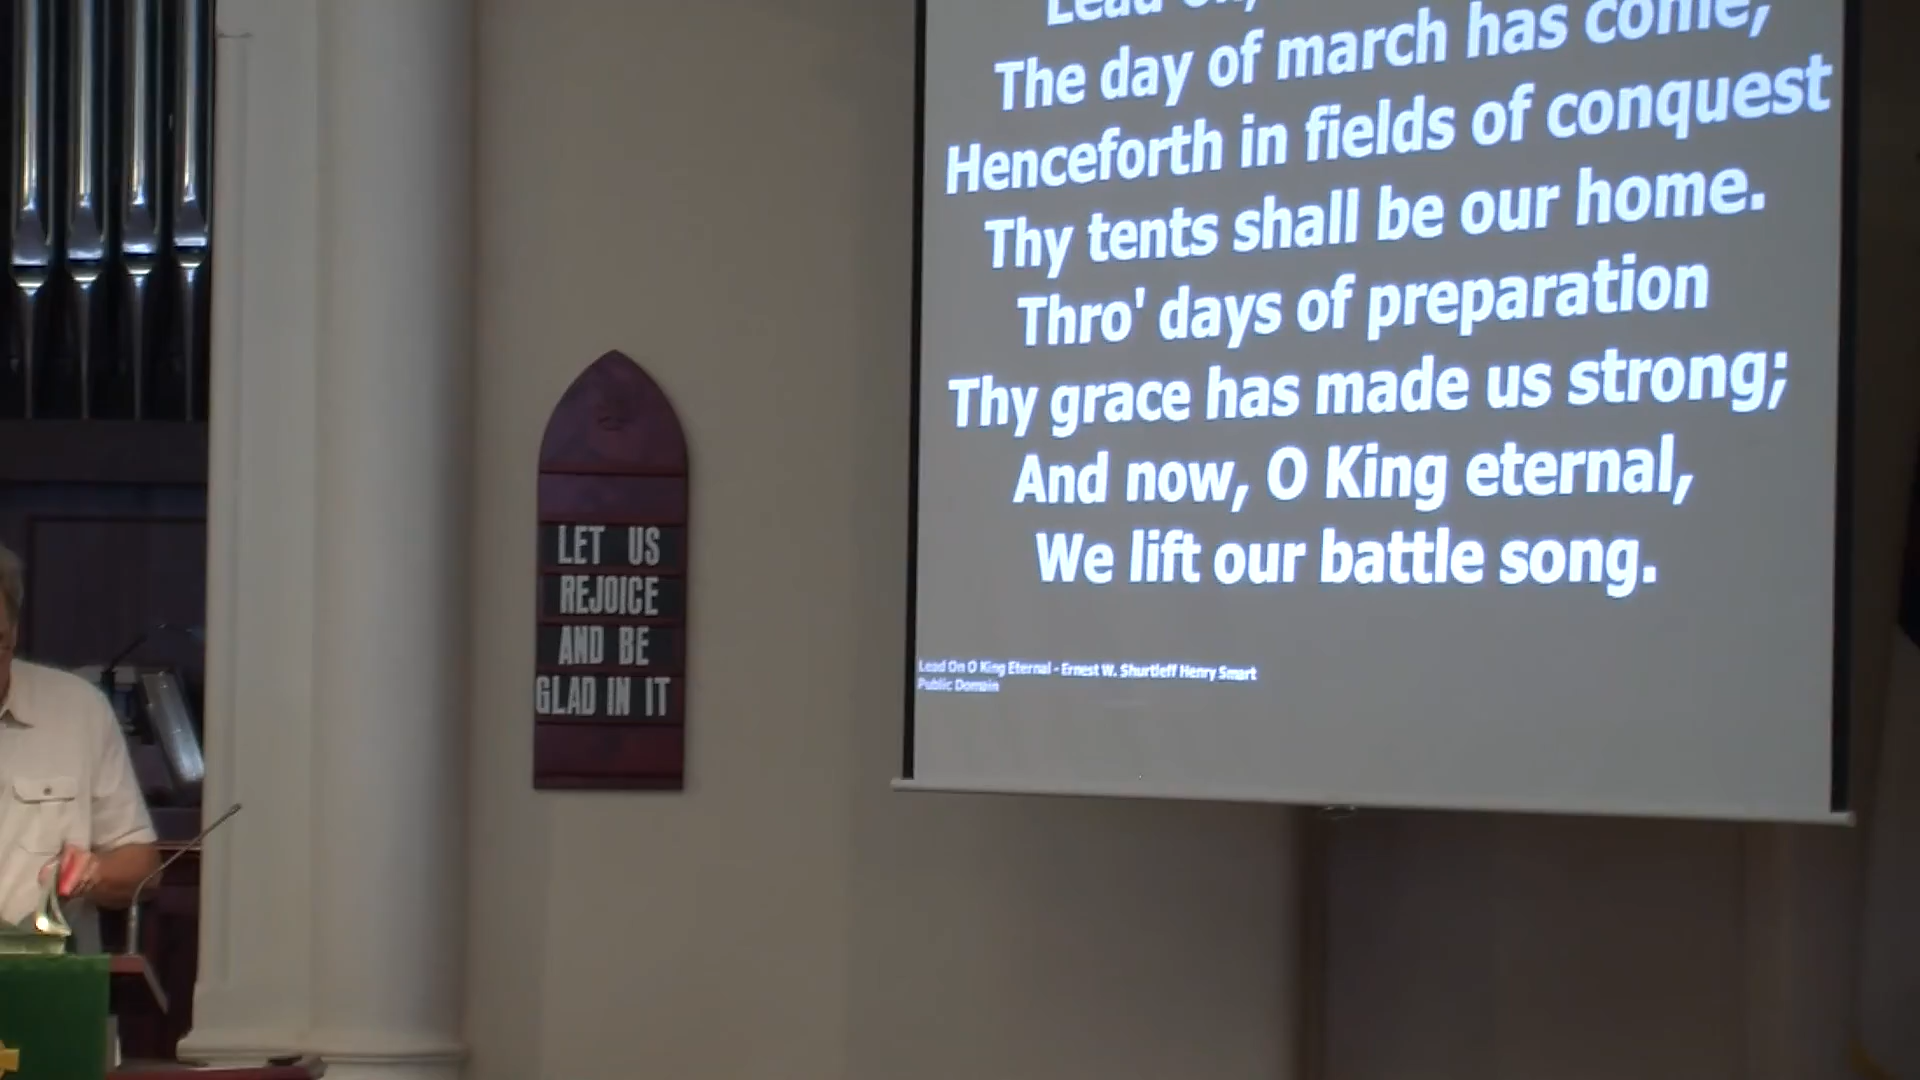 LET US
REJOICE
AND BE
GLAD IN IT
Lead on,
The day of march has come,
Henceforth in fields of conquest
Thy tents shall be our home.
Thro' days of preparation
Thy grace has made us strong;
And now, O King eternal,
We lift our battle song.
Lead On O King Eternal - Ernest W. Shurtleff Henry Smart
Public Domain